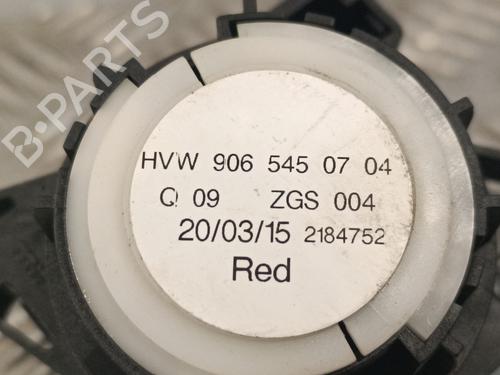 B-PARTS
HVW 906 545 07 04
Q 09 ZGS 004
20/03/15 2184752
Red